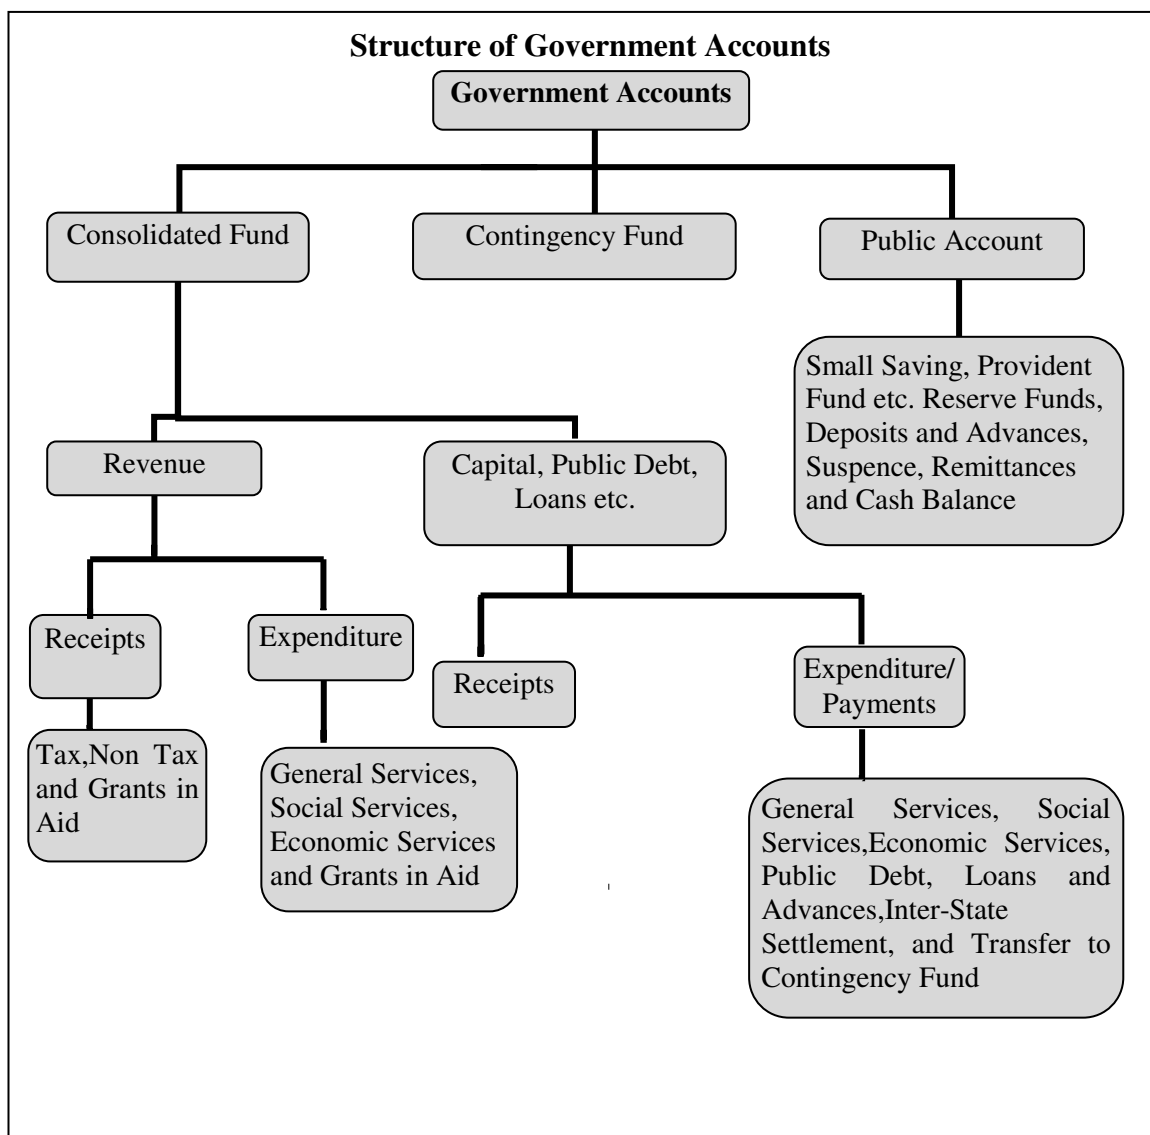 Structure of Government Accounts
Government Accounts
Consolidated Fund
Contingency Fund
Public Account
Small Saving, Provident
Fund etc. Reserve Funds,
Deposits and Advances,
Suspence, Remittances
and Cash Balance
Revenue
Capital, Public Debt,
Loans etc.
Receipts
Expenditure
Receipts
Expenditure/
Payments
Tax,Non Tax
and Grants in
Aid
General Services,
Social Services,
Economic Services
and Grants in Aid
General Services, Social
Services,Economic Services,
Public Debt, Loans and
Advances,Inter-State
Settlement, and Transfer to
Contingency Fund